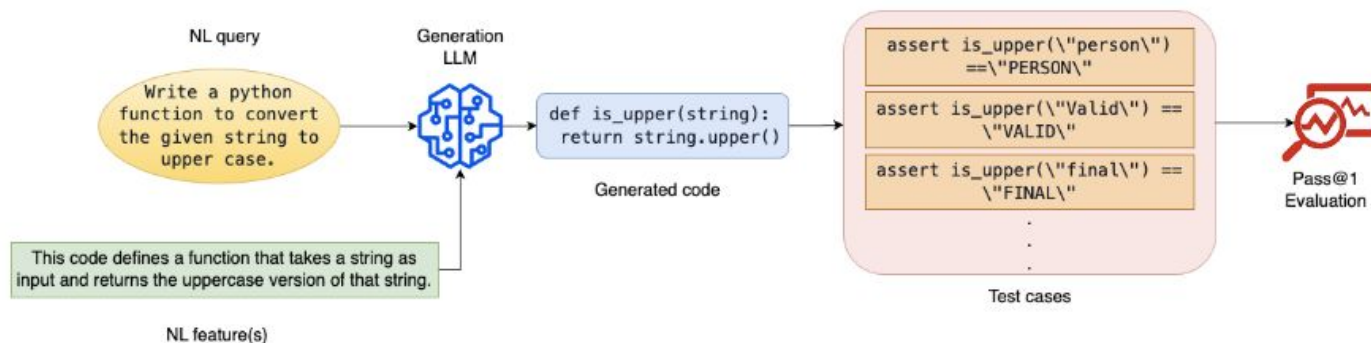 NL query
Write a python
function to convert
the given string to
upper case.
Generation
LLM
def is_upper(string):
return string.upper()
Generated code
assert is_upper(\"person\")
==\"PERSON\"
assert is_upper(\"Valid\") ==
\"VALID\"
assert is_upper(\"final\") ==
\"FINAL\"
.
.
.
Test cases
Pass@1
Evaluation
This code defines a function that takes a string as
input and returns the uppercase version of that string.
NL feature(s)